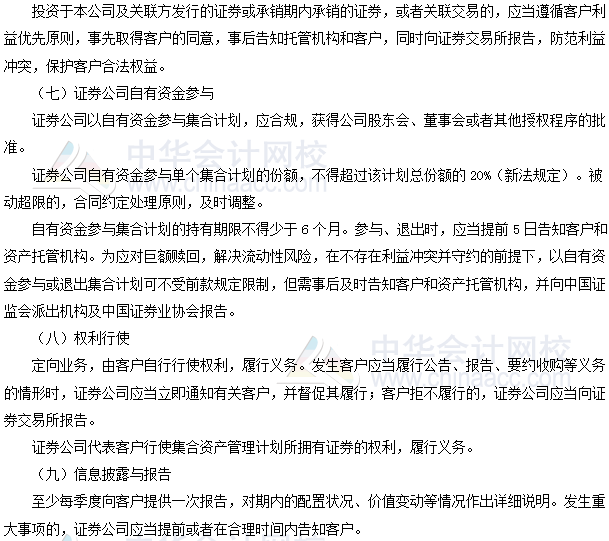 投资于本公司及关联方发行的证券或承销期内承销的证券，或者关联交易的，应当遵循客户利
益优先原则，事先取得客户的同意，事后告知托管机构和客户，同时向证券交易所报告，防范利益
冲突，保护客户合法权益。
（七）证券公司自有资金参与
证券公司以自有资金参与集合计划，应合规，获得公司股东会、董事会或者其他授权程序的批
准。
中华会计网校
www.chinaacc.com
证券公司自有资金参与单个集合计划的份额，不得超过该计划总份额的 20%（新法规定）。被
动超限的，合同约定处理原则，及时调整。
自有资金参与集合计划的持有期限不得少于 6 个月。参与、退出时，应当提前 5 日告知客户和
资产托管机构。为应对巨额赎回，解决流动性风险，在不存在利益冲突并守约的前提下，以自有资
金参与或退出集合计划可不受前款规定限制，但需事后及时告知客户和资产托管机构，并向中国证
监会派出机构及中国证券业协会报告。
（八）权利行使
中华会计网校
www.chinaacc.com
定向业务，由客户自行行使权利，履行义务。发生客户应当履行公告、报告、要约收购等义务
的情形时，证券公司应当立即通知有关客户，并督促其履行；客户拒不履行的，证券公司应当向证
券交易所报告。
证券公司代表客户行使集合资产管理计划所拥有证券的权利，履行义务。
（九）信息披露与报告
至少每季度向客户提供一次报告，对期内的配置状况、价值变动等情况作出详细说明。发生重
大事项的，证券公司应当提前或者在合理时间内告知客户。